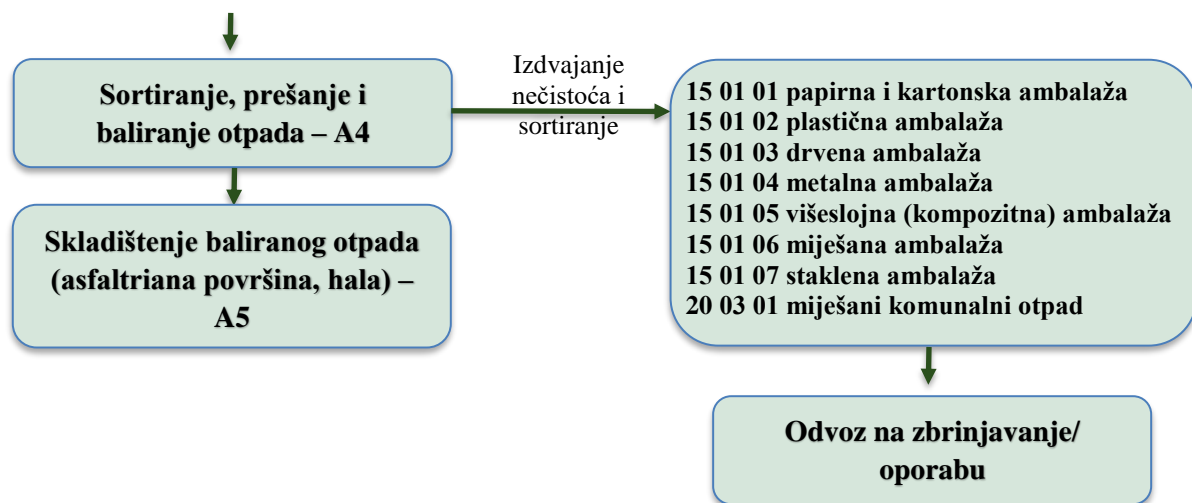 Sortiranje, prešanje i
baliranje otpada – A4
Izdvajanje
nečistoća i
sortiranje
15 01 01 papirna i kartonska ambalaža
15 01 02 plastična ambalaža
15 01 03 drvena ambalaža
15 01 04 metalna ambalaža
15 01 05 višeslojna (kompozitna) ambalaža
15 01 06 miješana ambalaža
15 01 07 staklena ambalaža
20 03 01 miješani komunalni otpad
Skladištenje baliranog otpada
(asfaltriana površina, hala) –
A5
Odvoz na zbrinjavanje/
oporabu